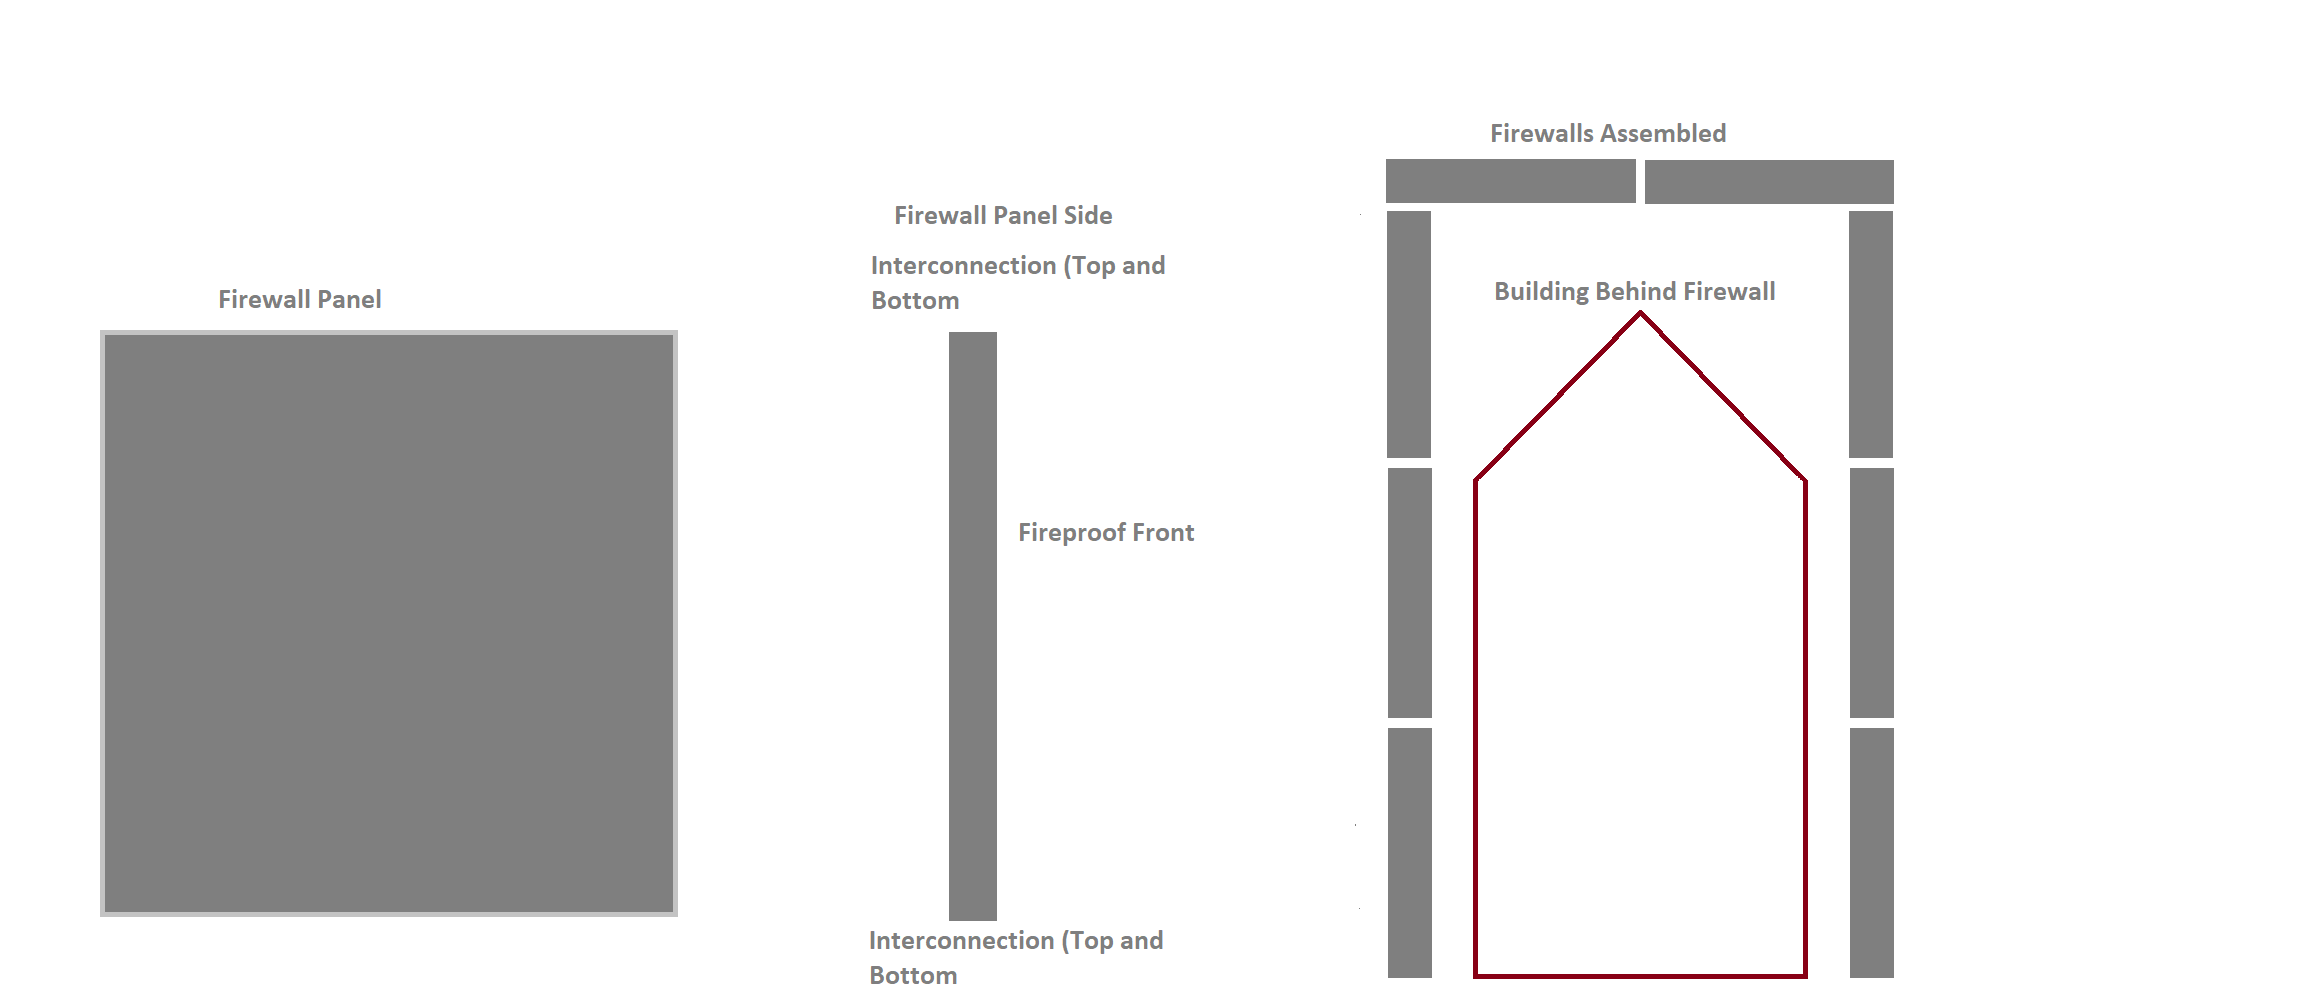 Firewall Panel
Firewall Panel Side
Interconnection (Top and
Bottom
Fireproof Front
Interconnection (Top and
Bottom
Firewalls Assembled
Building Behind Firewall